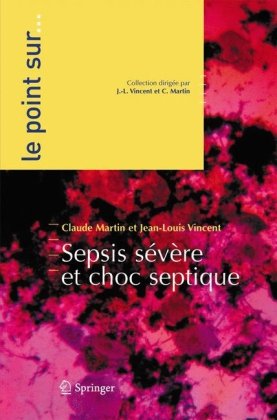 le point sur...
Collection dirigée par
J.-L. Vincent et C. Martin
Claude Martin et Jean-Louis Vincent
Sepsis sévère
et choc septique
Springer